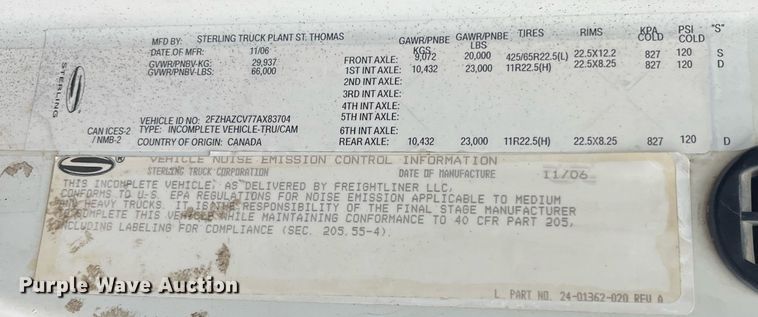 STERLING
MFD BY: STERLING TRUCK PLANT ST. THOMAS
DATE OF MFR: 11/06
GVWR/PNBV-KG: 29,937
GVWR/PNBV-LBS: 66,000
VEHICLE ID NO: 2FZHAZCV77AX83704
CAN ICES-2 / NMB-2 TYPE: INCOMPLETE VEHICLE-TRU/CAM
COUNTRY OF ORIGIN: CANADA
GAWR/PNBE KGS GAWR/PNBE LBS TIRES RIMS KPA COLD PSI COLD "S"
FRONT AXLE: 9,072 20,000 425/65R22.5(L) 22.5X12.2 827 120 S
1ST INT AXLE: 10,432 23,000 11R22.5(H) 22.5X8.25 827 120 D
2ND INT AXLE:
3RD INT AXLE:
4TH INT AXLE:
5TH INT AXLE:
6TH INT AXLE:
REAR AXLE: 10,432 23,000 11R22.5(H) 22.5X8.25 827 120 D
VEHICLE NOISE EMISSION CONTROL INFORMATION
STERLING TRUCK CORPORATION DATE OF MANUFACTURE 11/06
THIS INCOMPLETE VEHICLE, AS DELIVERED BY FREIGHTLINER LLC,
CONFORMS TO U.S. EPA REGULATIONS FOR NOISE EMISSION APPLICABLE TO MEDIUM
AND HEAVY TRUCKS. IT IS THE RESPONSIBILITY OF THE FINAL STAGE MANUFACTURER
TO COMPLETE THIS VEHICLE WHILE MAINTAINING CONFORMANCE TO 40 CFR PART 205,
INCLUDING LABELING FOR COMPLIANCE (SEC. 205.55-4).
L. PART NO. 24-01362-020 REV A
Purple Wave Auction